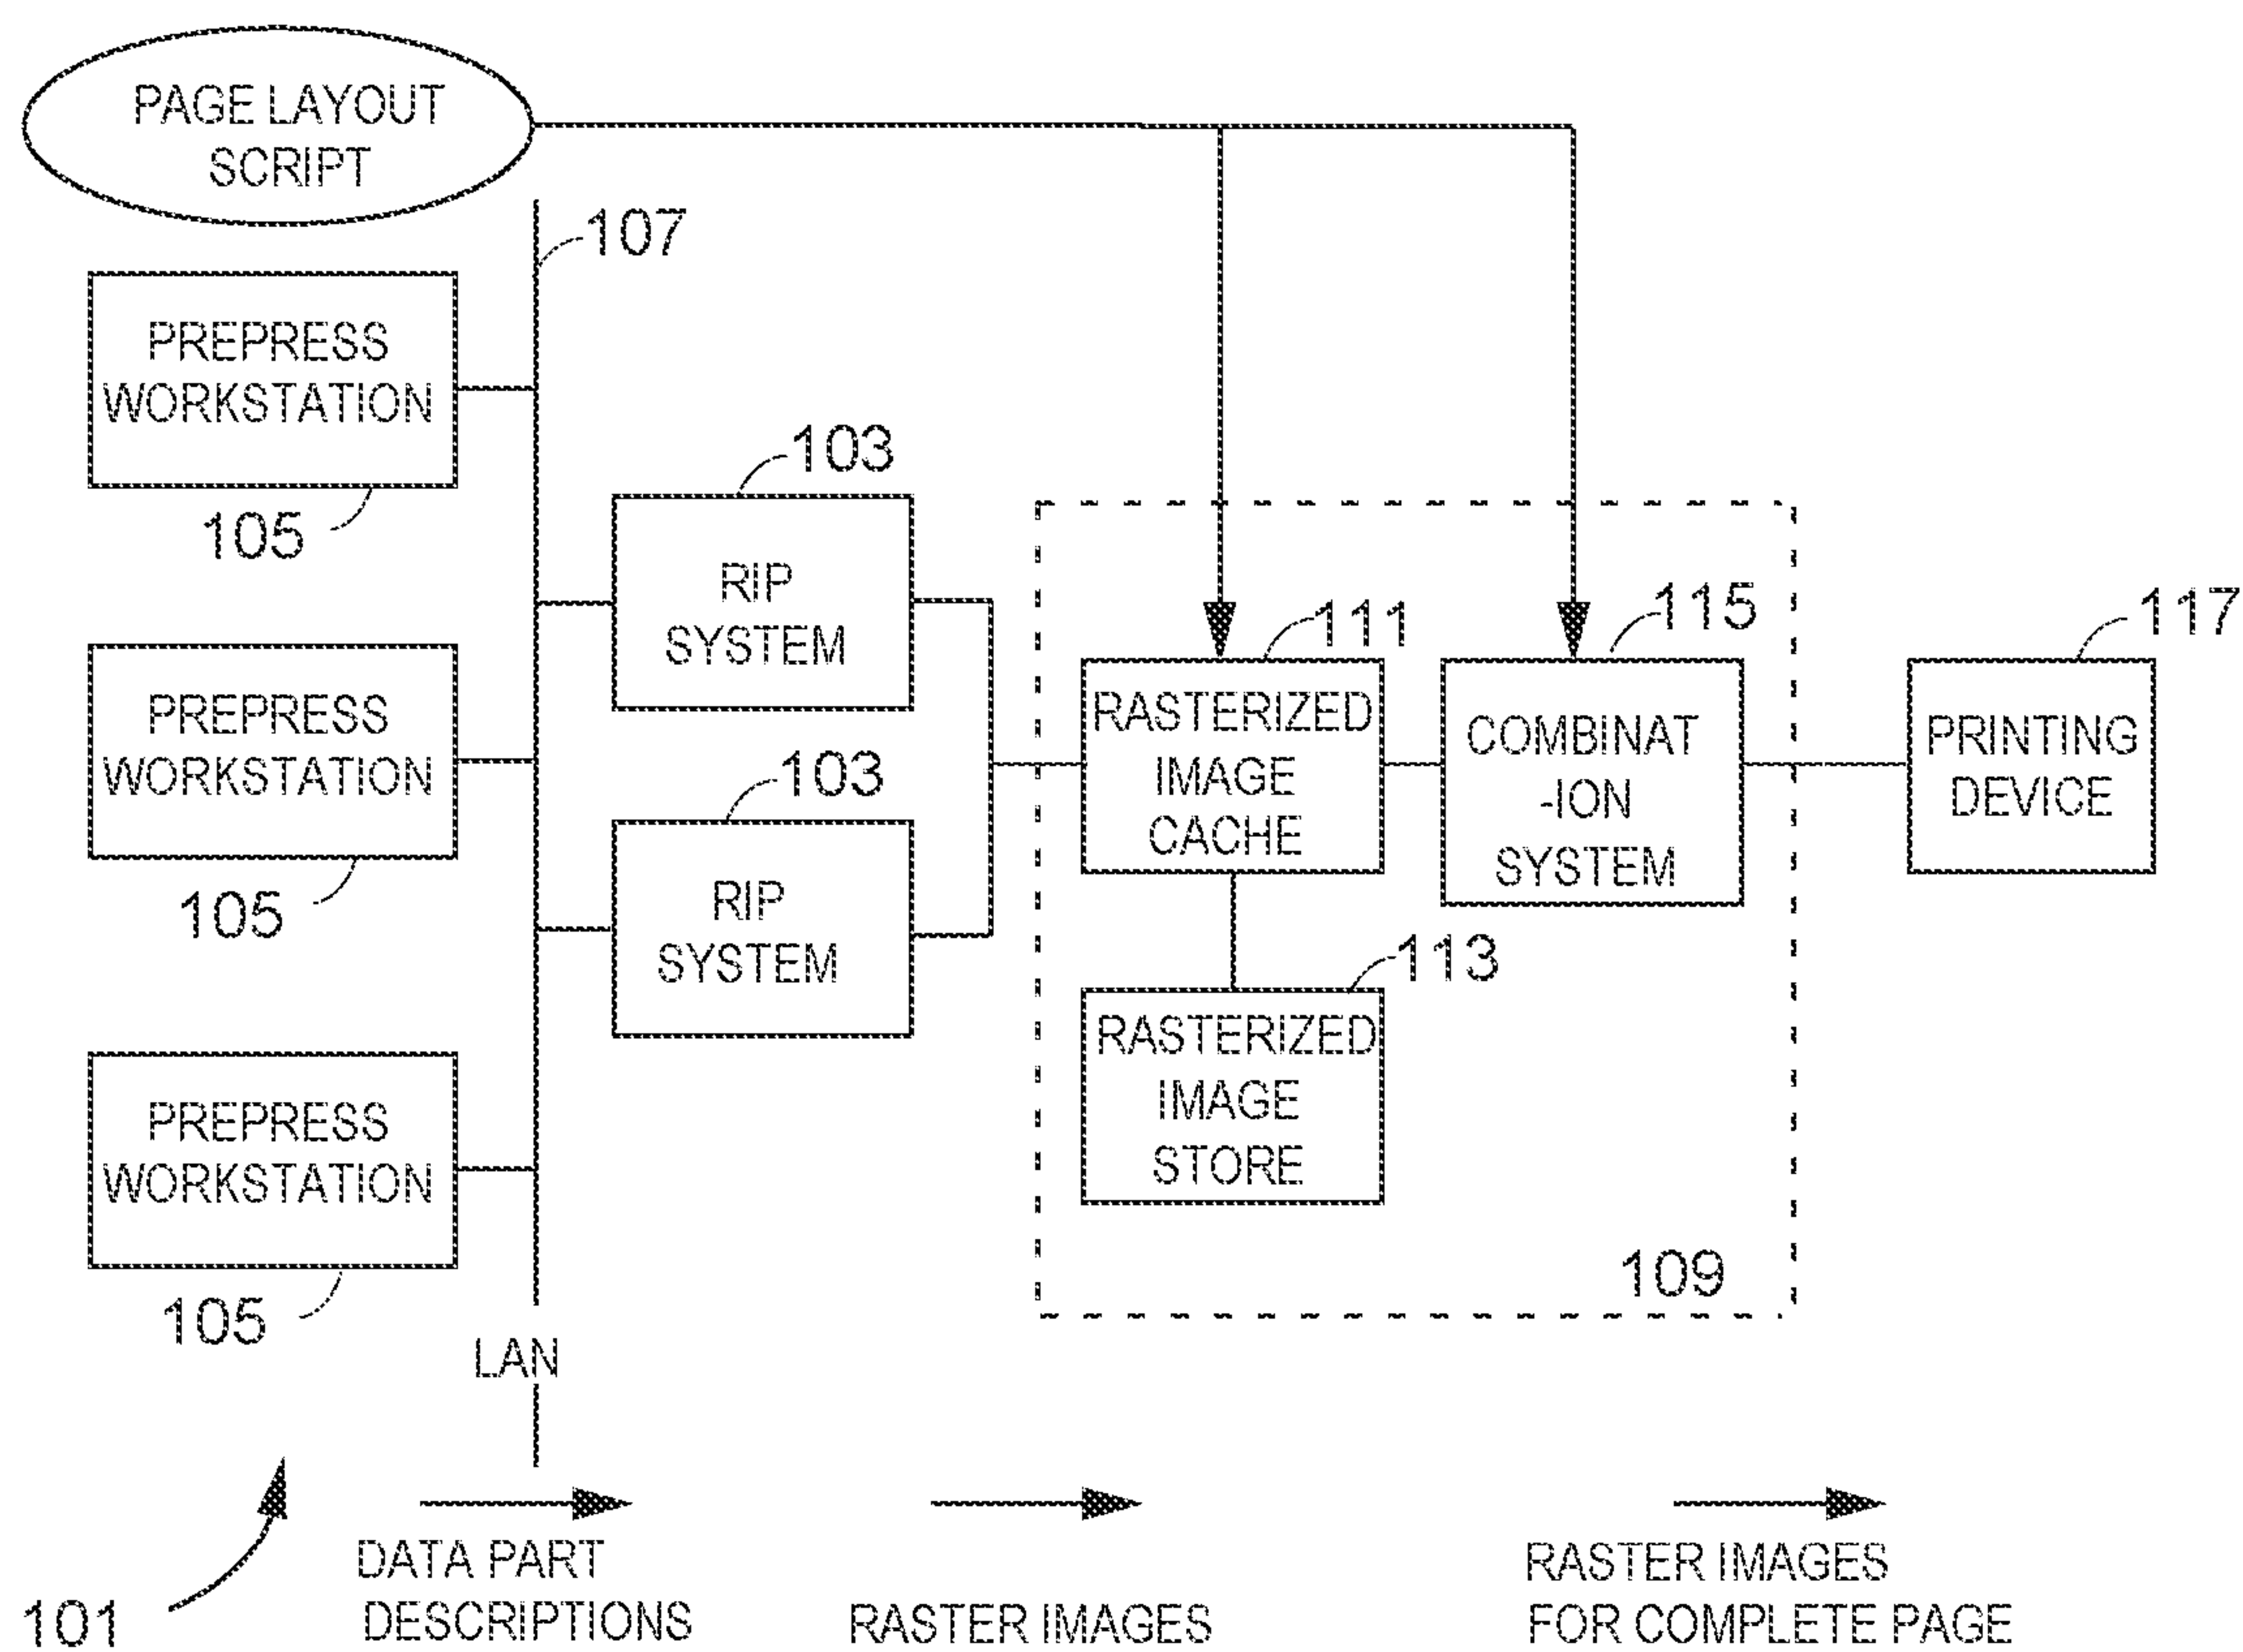 PAGE LAYOUT
SCRIPT
107
PREPRESS
WORKSTATION
105
103
RIP
SYSTEM
PREPRESS
WORKSTATION
105
103
RIP
SYSTEM
PREPRESS
WORKSTATION
105
LAN
111
RASTERIZED
IMAGE
CACHE
115
COMBINAT
-ION
SYSTEM
117
PRINTING
DEVICE
113
RASTERIZED
IMAGE
STORE
109
101
DATA PART
DESCRIPTIONS
RASTER IMAGES
RASTER IMAGES
FOR COMPLETE PAGE